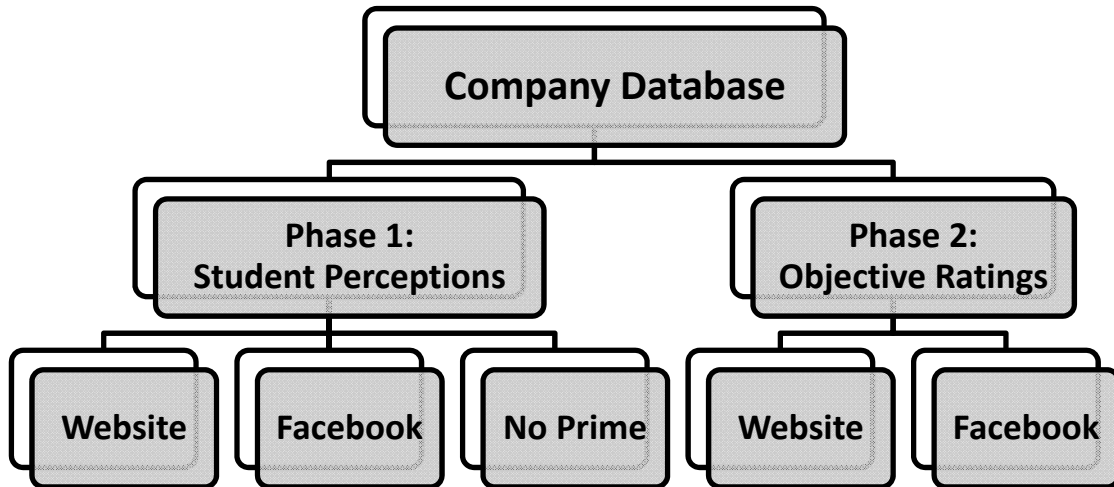 Company Database
Phase 1:
Student Perceptions
Phase 2:
Objective Ratings
Website
Facebook
No Prime
Website
Facebook